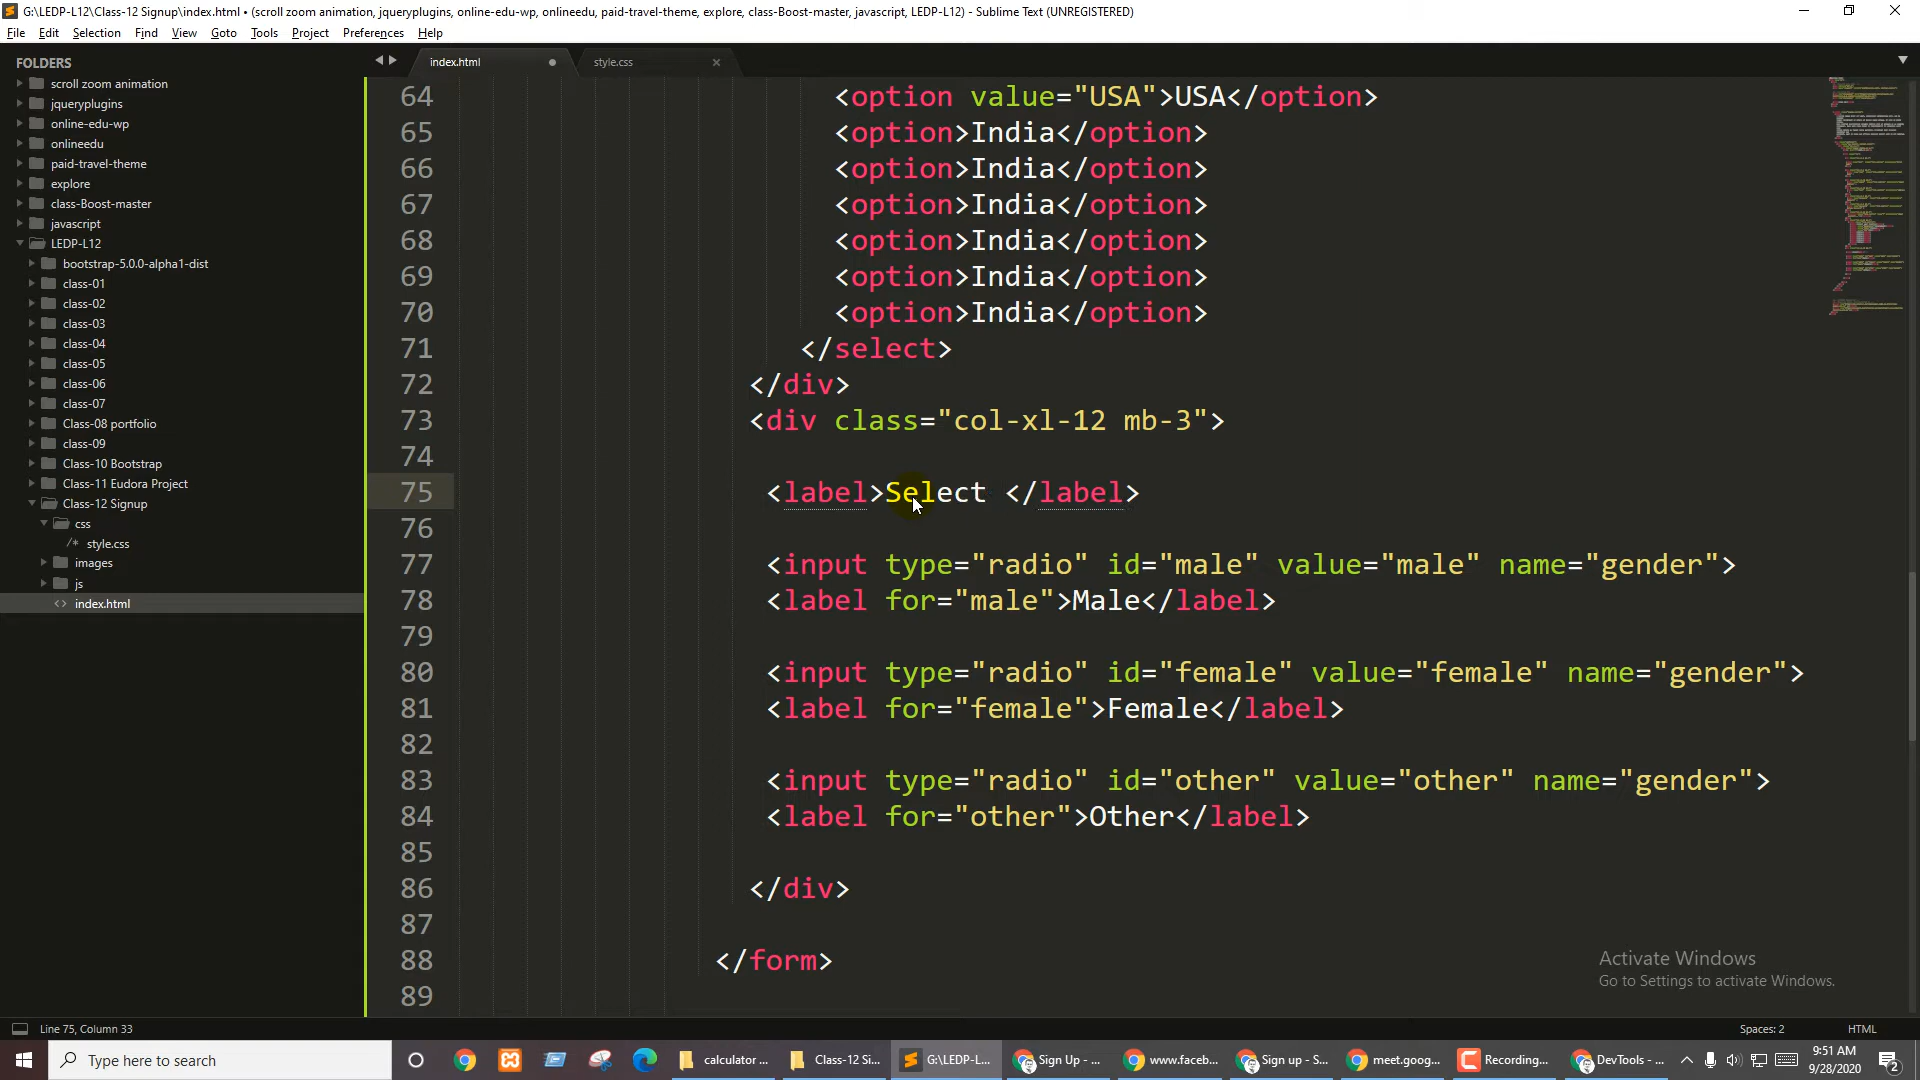 G:\LEDP-L12\Class-12 Signup\index.html • (scroll zoom animation, jqueryplugins, online-edu-wp, onlineedu, paid-travel-theme, explore, class-Boost-master, javascript, LEDP-L12) - Sublime Text (UNREGISTERED)
File Edit Selection Find View Goto Tools Project Preferences Help
FOLDERS
scroll zoom animation
jqueryplugins
online-edu-wp
onlineedu
paid-travel-theme
explore
class-Boost-master
javascript
LEDP-L12
bootstrap-5.0.0-alpha1-dist
class-01
class-02
class-03
class-04
class-05
class-06
class-07
Class-08 portfolio
class-09
Class-10 Bootstrap
Class-11 Eudora Project
Class-12 Signup
css
/* style.css
images
js
<> index.html
index.html style.css
64 <option value="USA">USA</option>
65 <option>India</option>
66 <option>India</option>
67 <option>India</option>
68 <option>India</option>
69 <option>India</option>
70 <option>India</option>
71 </select>
72 </div>
73 <div class="col-xl-12 mb-3">
74
75 <label>Select </label>
76
77 <input type="radio" id="male" value="male" name="gender">
78 <label for="male">Male</label>
79
80 <input type="radio" id="female" value="female" name="gender">
81 <label for="female">Female</label>
82
83 <input type="radio" id="other" value="other" name="gender">
84 <label for="other">Other</label>
85
86 </div>
87
88 </form>
89
Activate Windows
Go to Settings to activate Windows.
Line 75, Column 33 Spaces: 2 HTML
Type here to search
calculator ... Class-12 Si... G:\LEDP-L... Sign Up - ... www.faceb... Sign up - S... meet.goog... Recording... DevTools - ...
9:51 AM
9/28/2020
2